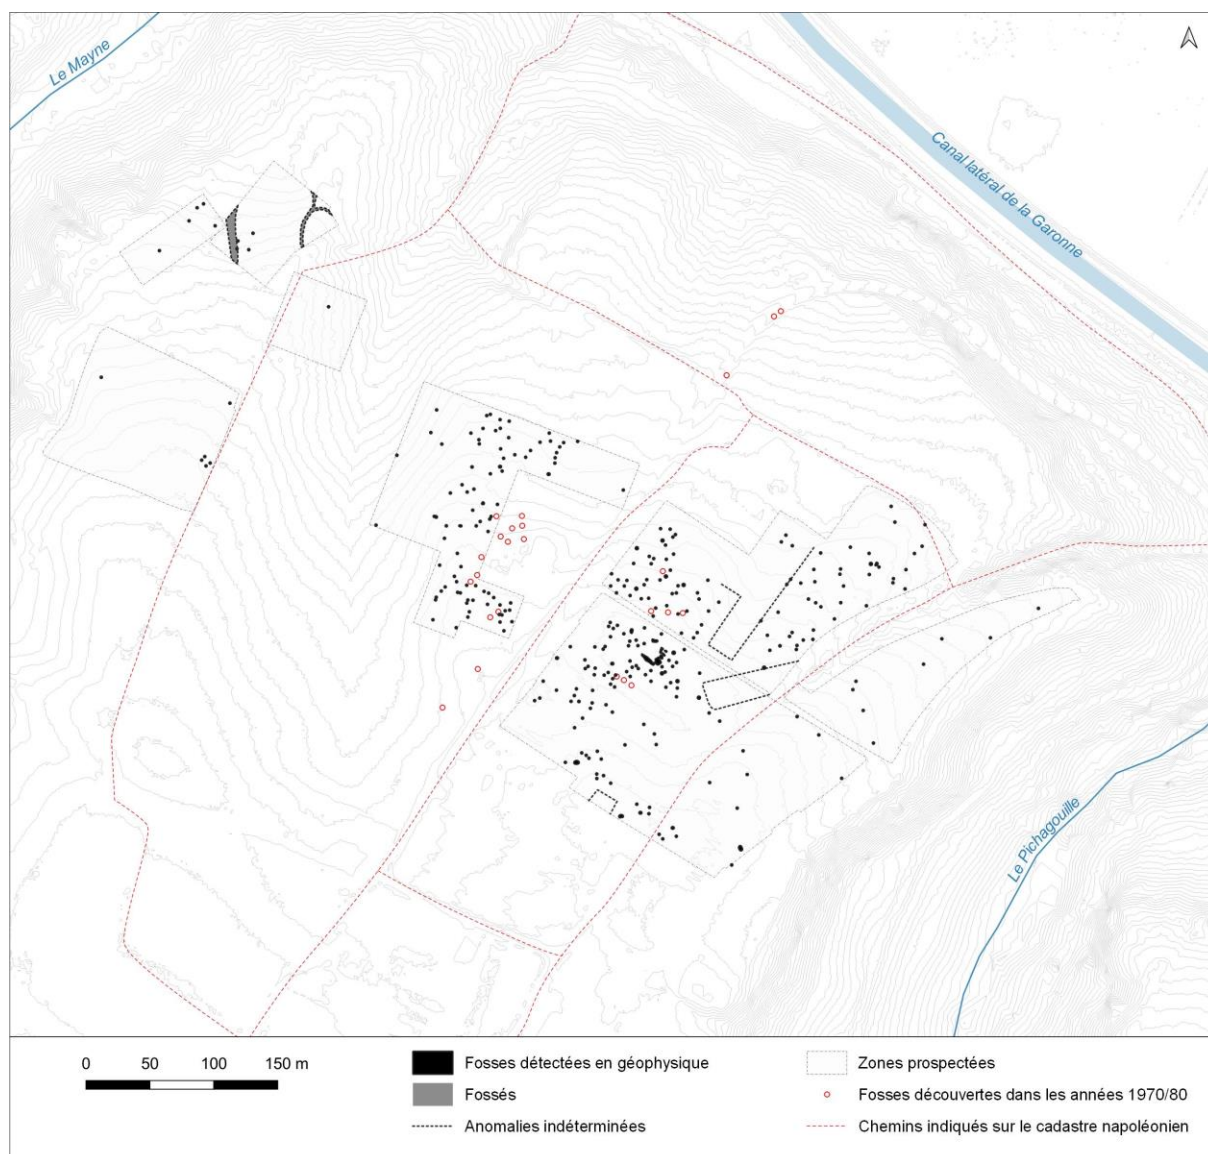 Le Mayne
Canal latéral de la Garonne
Le Pichagouille
0 50 100 150 m
Fosses détectées en géophysique
Fossés
Anomalies indéterminées
Zones prospectées
Fosses découvertes dans les années 1970/80
Chemins indiqués sur le cadastre napoléonien